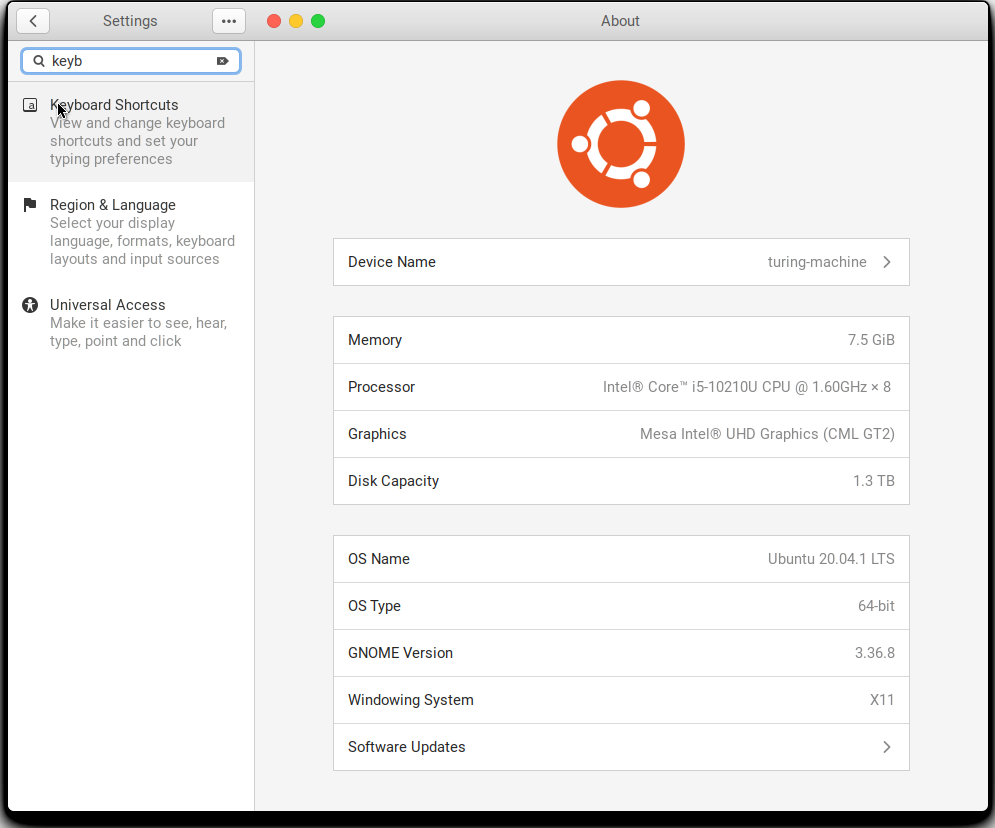 Settings
About
keyb
Keyboard Shortcuts
View and change keyboard
shortcuts and set your
typing preferences
Region & Language
Select your display
language, formats, keyboard
layouts and input sources
Universal Access
Make it easier to see, hear,
type, point and click
Device Name turing-machine
Memory 7.5 GiB
Processor Intel® Core™ i5-10210U CPU @ 1.60GHz × 8
Graphics Mesa Intel® UHD Graphics (CML GT2)
Disk Capacity 1.3 TB
OS Name Ubuntu 20.04.1 LTS
OS Type 64-bit
GNOME Version 3.36.8
Windowing System X11
Software Updates